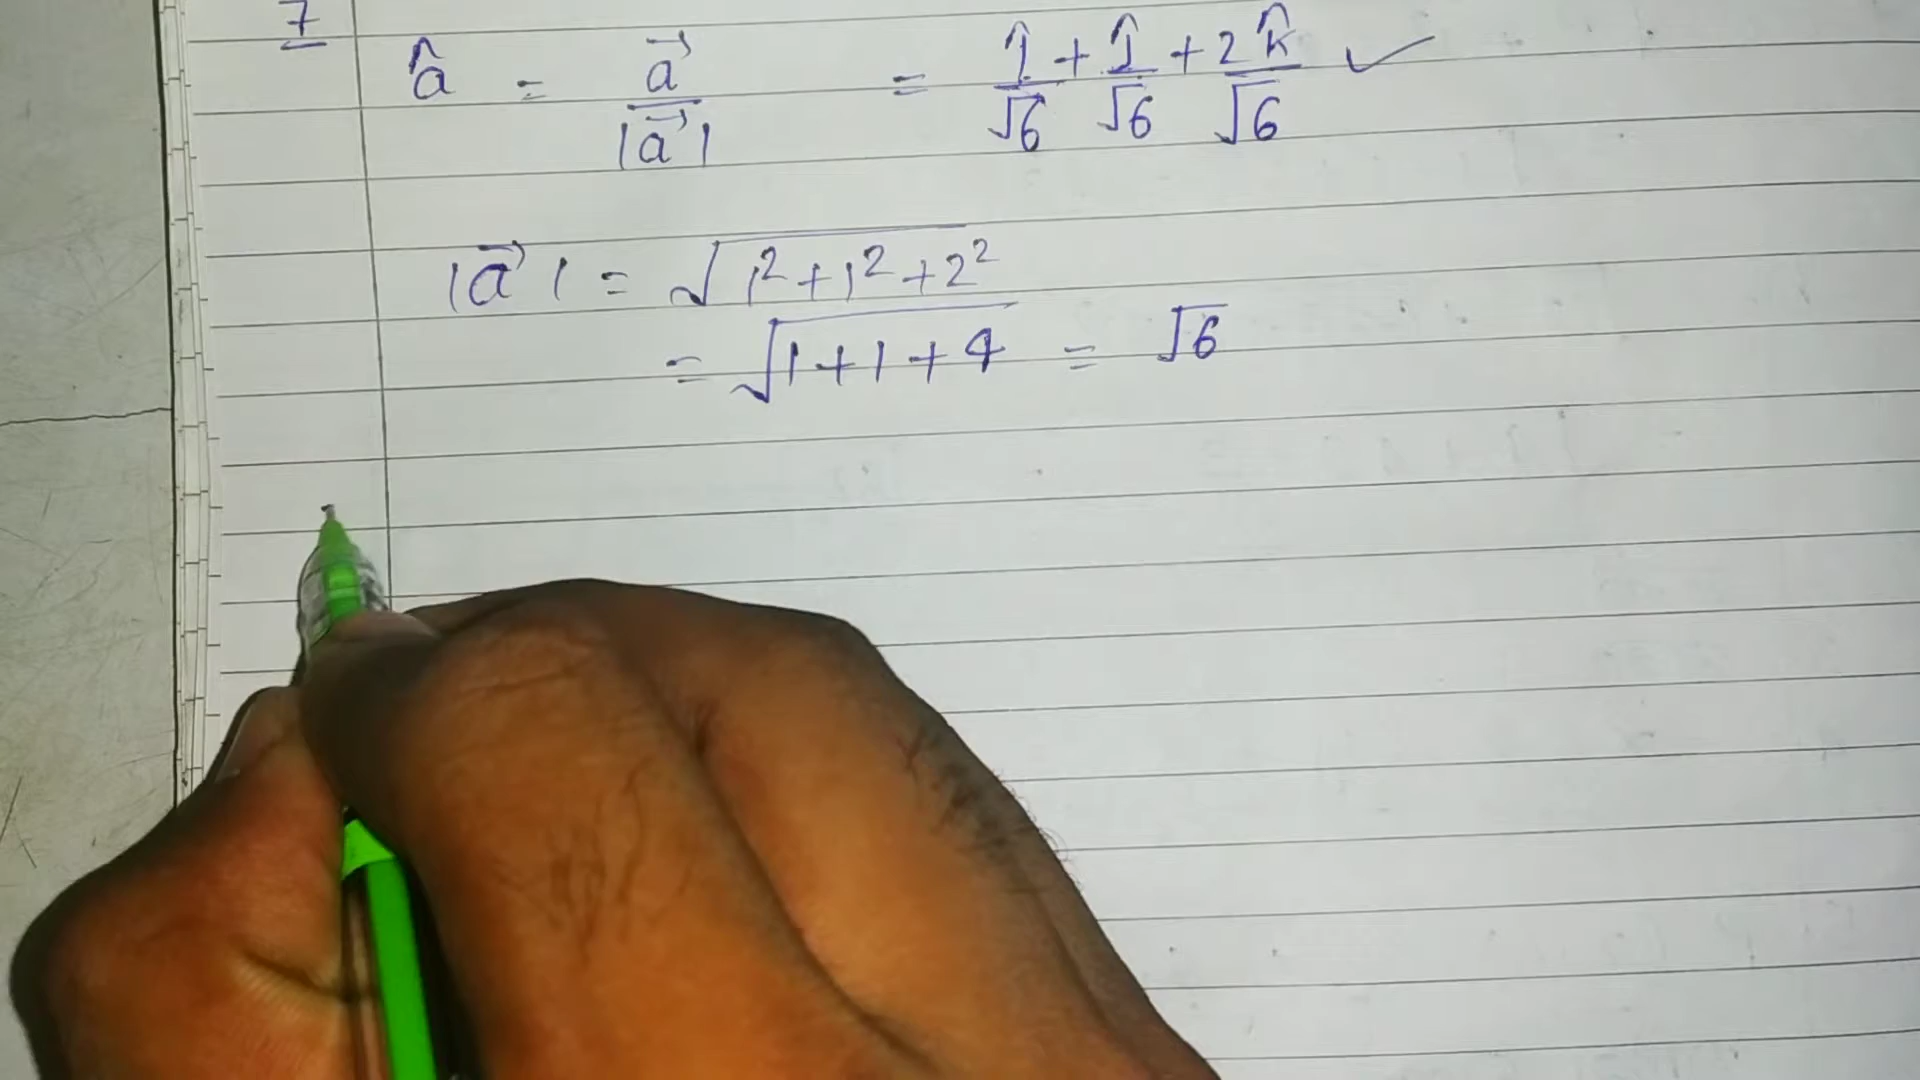 7
â = a⃗ / |a⃗| = î/√6 + ĵ/√6 + 2k̂/√6 ✓
|a⃗| = √(1² + 1² + 2²)
= √(1 + 1 + 4) = √6